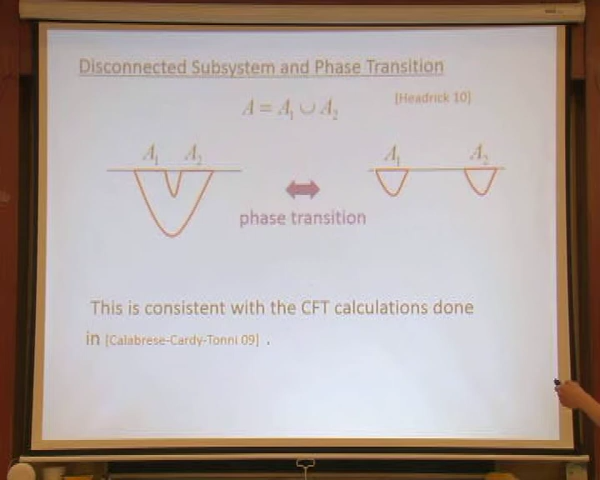 Disconnected Subsystem and Phase Transition
A = A₁ ∪ A₂
[Headrick 10]
A₁ A₂
A₁ A₂
phase transition
This is consistent with the CFT calculations done
in [Calabrese-Cardy-Tonni 09] .